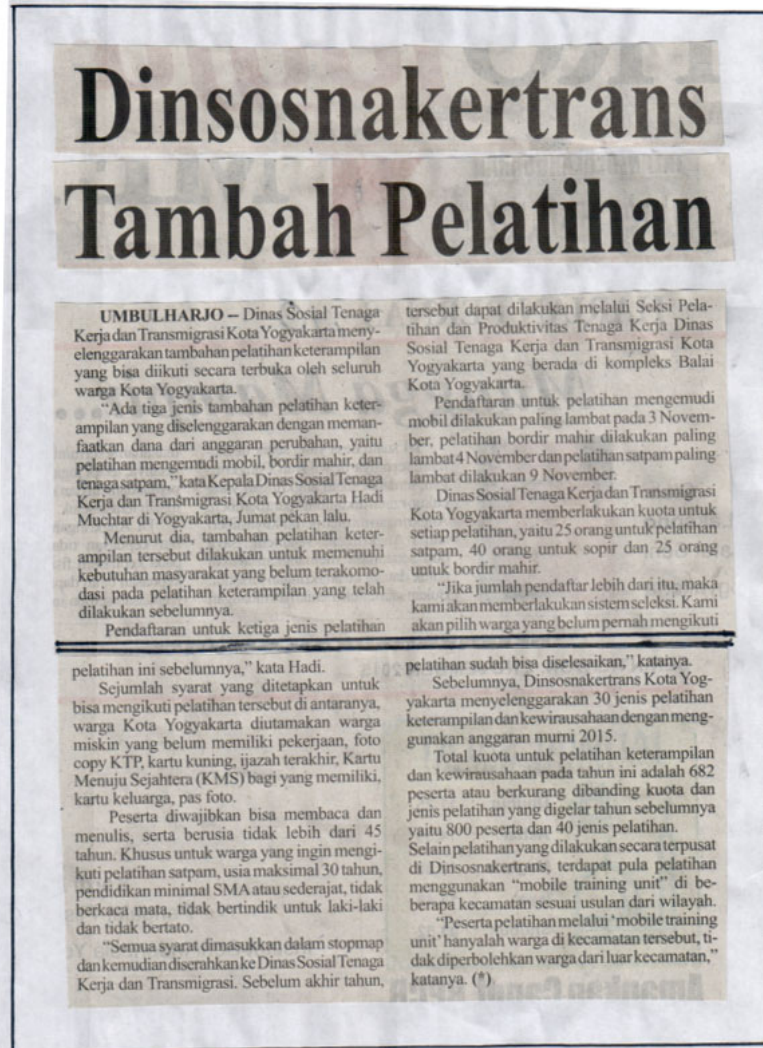 Dinsosnakertrans
Tambah Pelatihan
UMBULHARJO – Dinas Sosial Tenaga
Kerja dan Transmigrasi Kota Yogyakarta meny-
elenggarakan tambahan pelatihan keterampilan
yang bisa diikuti secara terbuka oleh seluruh
warga Kota Yogyakarta.
“Ada tiga jenis tambahan pelatihan keter-
ampilan yang diselenggarakan dengan meman-
faatkan dana dari anggaran perubahan, yaitu
pelatihan mengemudi mobil, bordir mahir, dan
tenaga satpam,” kata Kepala Dinas Sosial Tenaga
Kerja dan Transmigrasi Kota Yogyakarta Hadi
Muchtar di Yogyakarta, Jumat pekan lalu.
Menurut dia, tambahan pelatihan keter-
ampilan tersebut dilakukan untuk memenuhi
kebutuhan masyarakat yang belum terakomo-
dasi pada pelatihan keterampilan yang telah
dilakukan sebelumnya.
Pendaftaran untuk ketiga jenis pelatihan
tersebut dapat dilakukan melalui Seksi Pela-
tihan dan Produktivitas Tenaga Kerja Dinas
Sosial Tenaga Kerja dan Transmigrasi Kota
Yogyakarta yang berada di kompleks Balai
Kota Yogyakarta.
Pendaftaran untuk pelatihan mengemudi
mobil dilakukan paling lambat pada 3 Novem-
ber, pelatihan bordir mahir dilakukan paling
lambat 4 November dan pelatihan satpam paling
lambat dilakukan 9 November.
Dinas Sosial Tenaga Kerja dan Transmigrasi
Kota Yogyakarta memberlakukan kuota untuk
setiap pelatihan, yaitu 25 orang untuk pelatihan
satpam, 40 orang untuk sopir dan 25 orang
untuk bordir mahir.
“Jika jumlah pendaftar lebih dari itu, maka
kami akan memberlakukan sistem seleksi. Kami
akan pilih warga yang belum pernah mengikuti
pelatihan ini sebelumnya,” kata Hadi.
Sejumlah syarat yang ditetapkan untuk
bisa mengikuti pelatihan tersebut di antaranya,
warga Kota Yogyakarta diutamakan warga
miskin yang belum memiliki pekerjaan, foto
copy KTP, kartu kuning, ijazah terakhir, Kartu
Menuju Sejahtera (KMS) bagi yang memiliki,
kartu keluarga, pas foto.
Peserta diwajibkan bisa membaca dan
menulis, serta berusia tidak lebih dari 45
tahun. Khusus untuk warga yang ingin mengi-
kuti pelatihan satpam, usia maksimal 30 tahun,
pendidikan minimal SMA atau sederajat, tidak
berkaca mata, tidak bertindik untuk laki-laki
dan tidak bertato.
“Semua syarat dimasukkan dalam stopmap
dan kemudian diserahkan ke Dinas Sosial Tenaga
Kerja dan Transmigrasi. Sebelum akhir tahun,
pelatihan sudah bisa diselesaikan,” katanya.
Sebelumnya, Dinsosnakertrans Kota Yog-
yakarta menyelenggarakan 30 jenis pelatihan
keterampilan dan kewirausahaan dengan meng-
gunakan anggaran murni 2015.
Total kuota untuk pelatihan keterampilan
dan kewirausahaan pada tahun ini adalah 682
peserta atau berkurang dibanding kuota dan
jenis pelatihan yang digelar tahun sebelumnya
yaitu 800 peserta dan 40 jenis pelatihan.
Selain pelatihan yang dilakukan secara terpusat
di Dinsosnakertrans, terdapat pula pelatihan
menggunakan “mobile training unit” di be-
berapa kecamatan sesuai usulan dari wilayah.
“Peserta pelatihan melalui ‘mobile training
unit’ hanyalah warga di kecamatan tersebut, ti-
dak diperbolehkan warga dari luar kecamatan,”
katanya. (*)